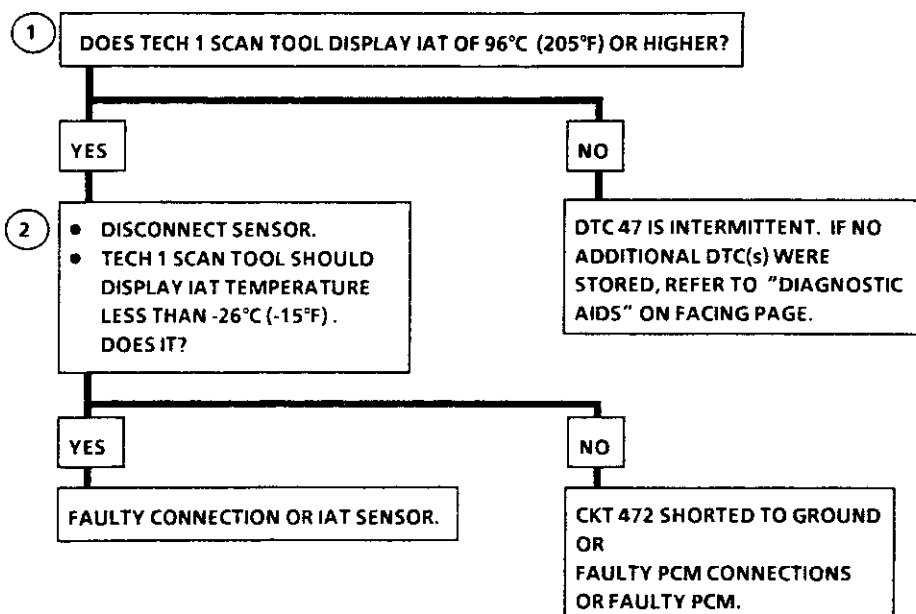 1
DOES TECH 1 SCAN TOOL DISPLAY IAT OF 96°C (205°F) OR HIGHER?
YES
NO
2
● DISCONNECT SENSOR.
● TECH 1 SCAN TOOL SHOULD
DISPLAY IAT TEMPERATURE
LESS THAN -26°C (-15°F) .
DOES IT?
DTC 47 IS INTERMITTENT. IF NO
ADDITIONAL DTC(s) WERE
STORED, REFER TO "DIAGNOSTIC
AIDS" ON FACING PAGE.
YES
NO
FAULTY CONNECTION OR IAT SENSOR.
CKT 472 SHORTED TO GROUND
OR
FAULTY PCM CONNECTIONS
OR FAULTY PCM.